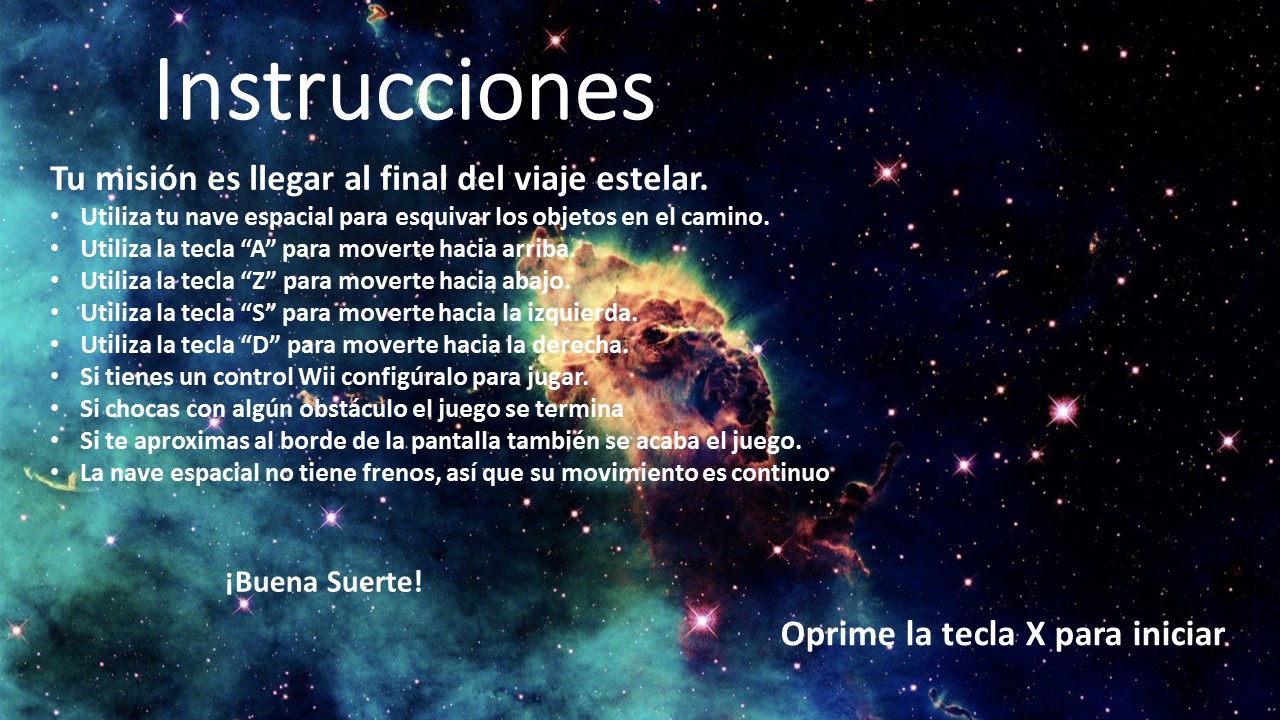 Instrucciones
Tu misión es llegar al final del viaje estelar.
• Utiliza tu nave espacial para esquivar los objetos en el camino.
• Utiliza la tecla “A” para moverte hacia arriba.
• Utiliza la tecla “Z” para moverte hacia abajo.
• Utiliza la tecla “S” para moverte hacia la izquierda.
• Utiliza la tecla “D” para moverte hacia la derecha.
• Si tienes un control Wii configúralo para jugar.
• Si chocas con algún obstáculo el juego se termina
• Si te aproximas al borde de la pantalla también se acaba el juego.
• La nave espacial no tiene frenos, así que su movimiento es continuo
¡Buena Suerte!
Oprime la tecla X para iniciar